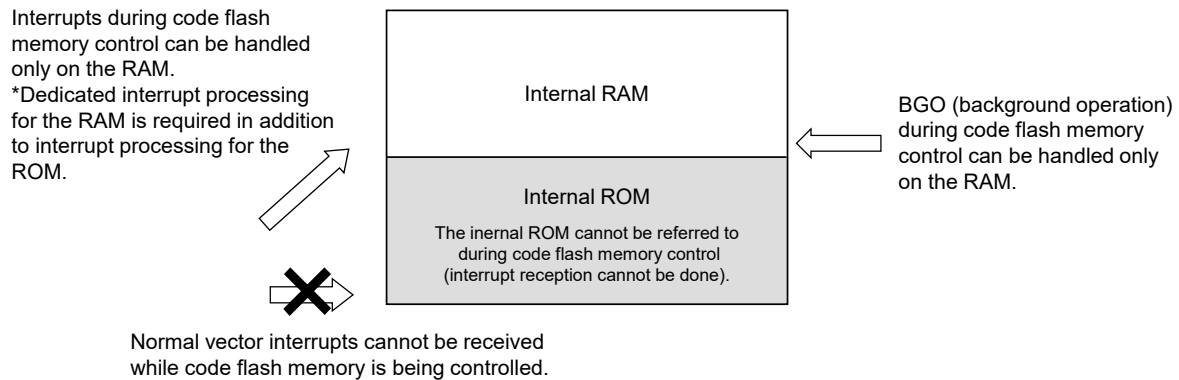 Interrupts during code flash
memory control can be handled
only on the RAM.
*Dedicated interrupt processing
for the RAM is required in addition
to interrupt processing for the
ROM.
Internal RAM
BGO (background operation)
during code flash memory
control can be handled only
on the RAM.
Internal ROM
The inernal ROM cannot be referred to
during code flash memory control
(interrupt reception cannot be done).
Normal vector interrupts cannot be received
while code flash memory is being controlled.